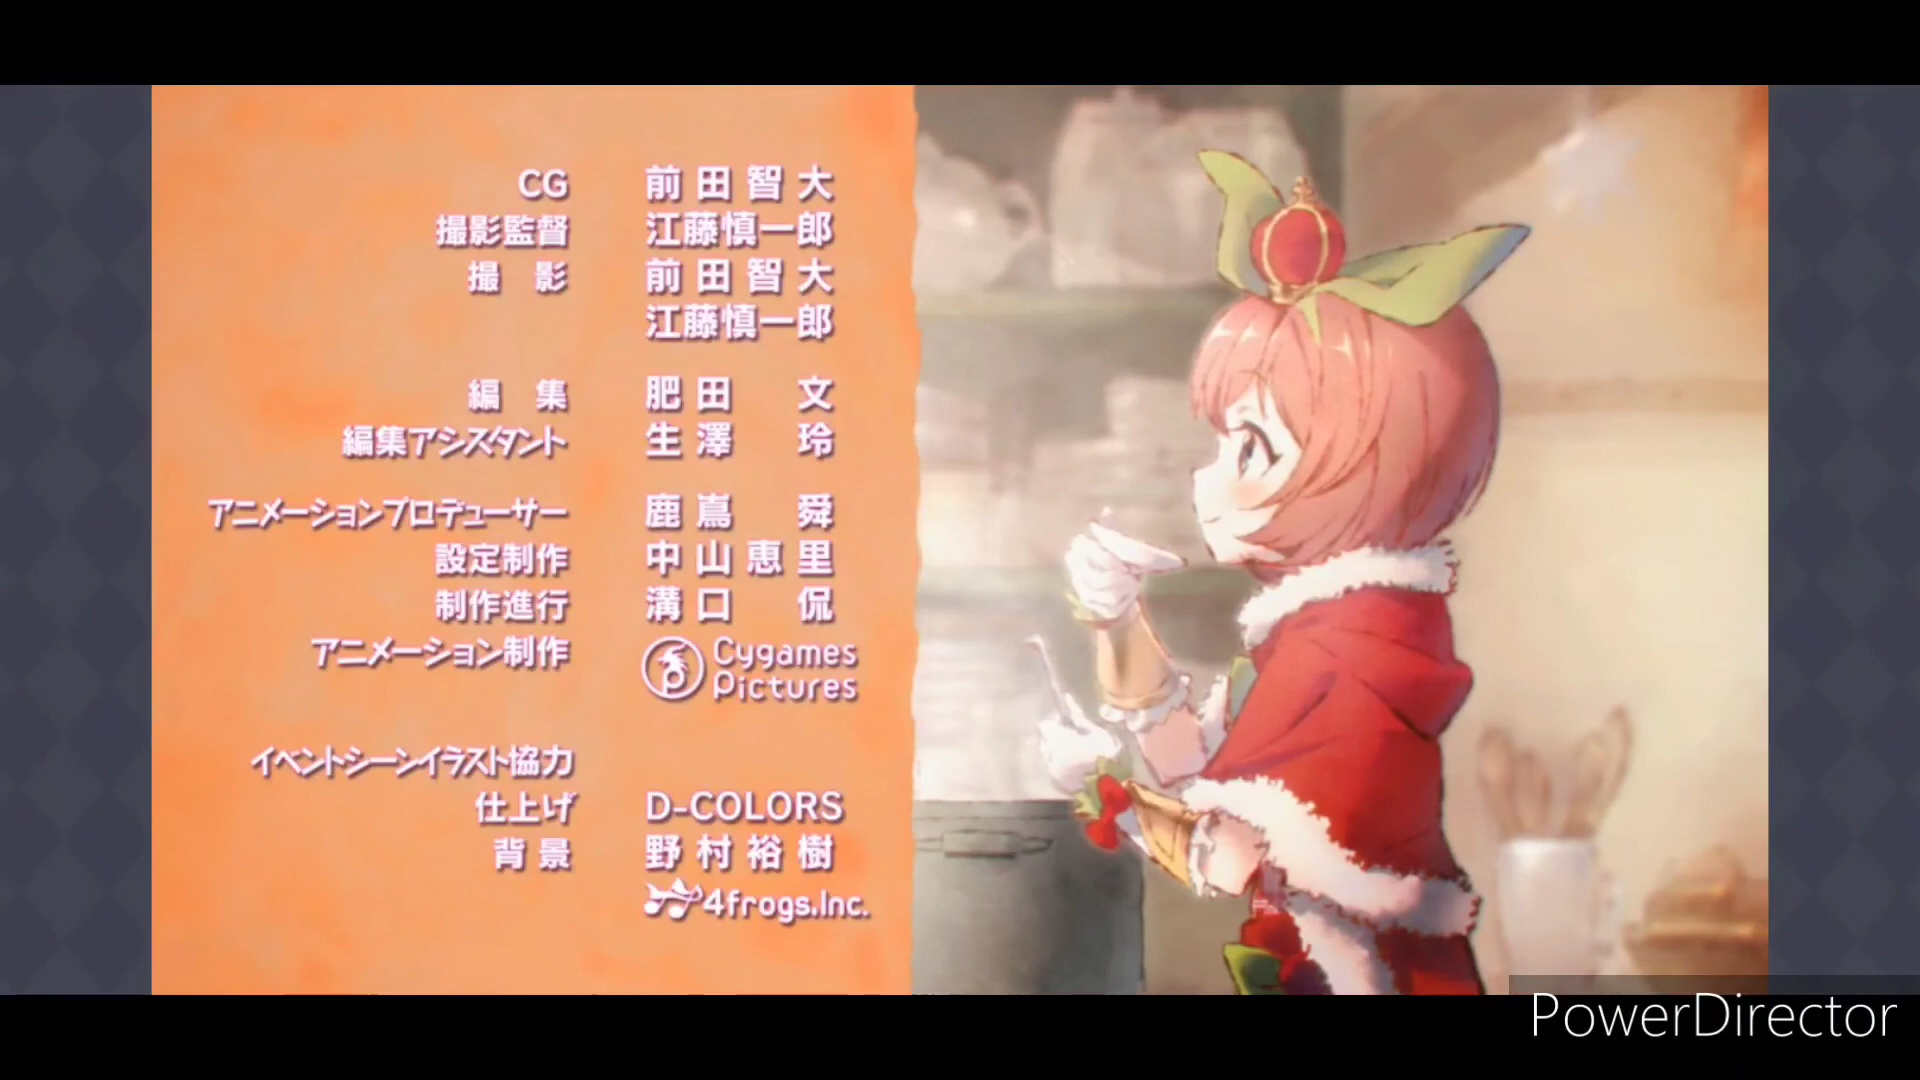 CG 前田智大
撮影監督 江藤慎一郎
撮影 前田智大
江藤慎一郎
編集 肥田文
編集アシスタント 生澤玲
アニメーションプロデューサー 鹿嶌舜
設定制作 中山恵里
制作進行 溝口侃
アニメーション制作 Cygames Pictures
イベントシーンイラスト協力
仕上げ D-COLORS
背景 野村裕樹
4frogs.Inc.
PowerDirector